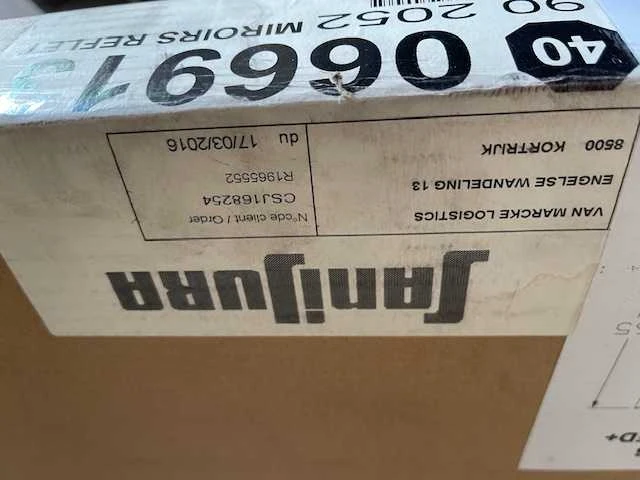 SANIJURA
VAN MARCKE LOGISTICS
ENGELSE WANDELING 13
8500 KORTRIJK
N°code client / Order
CSJ168254
R1965552
du 17/03/2016
40 066913
90 2052 MIROIRS REFLET